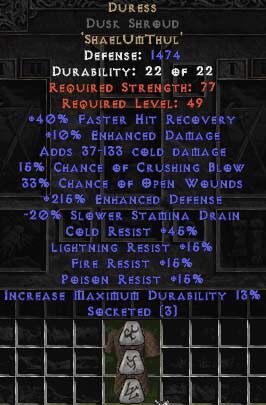 Duress
Dusk Shroud
'ShaelUmThul'
Defense: 1474
Durability: 22 of 22
Required Strength: 77
Required Level: 49
+40% Faster Hit Recovery
+10% Enhanced Damage
Adds 37-133 cold damage
15% Chance of Crushing Blow
33% Chance of Open Wounds
+215% Enhanced Defense
-20% Slower Stamina Drain
Cold Resist +45%
Lightning Resist +15%
Fire Resist +15%
Poison Resist +15%
Increase Maximum Durability 13%
Socketed (3)